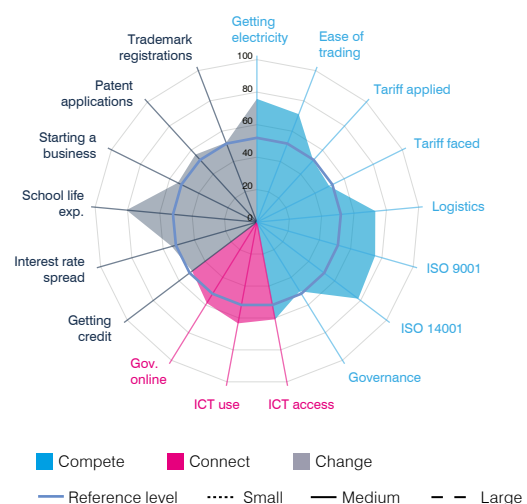 Getting
electricity
Ease of
trading
Tariff applied
Tariff faced
Logistics
ISO 9001
ISO 14001
Governance
ICT access
ICT use
Gov.
online
Getting
credit
Interest rate
spread
School life
exp.
Starting a
business
Patent
applications
Trademark
registrations
100
80
60
40
20
0
Compete
Connect
Change
Reference level
Small
Medium
Large